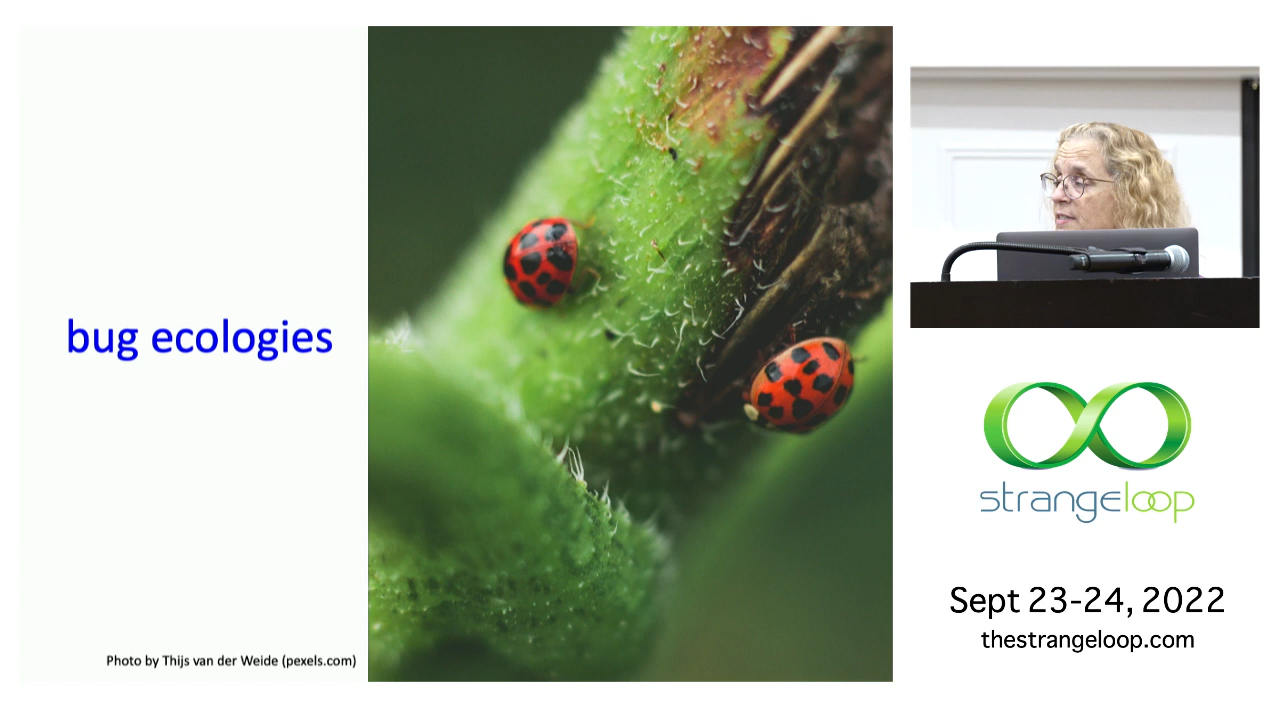 bug ecologies
Photo by Thijs van der Weide (pexels.com)
strangeloop
Sept 23-24, 2022
thestrangeloop.com